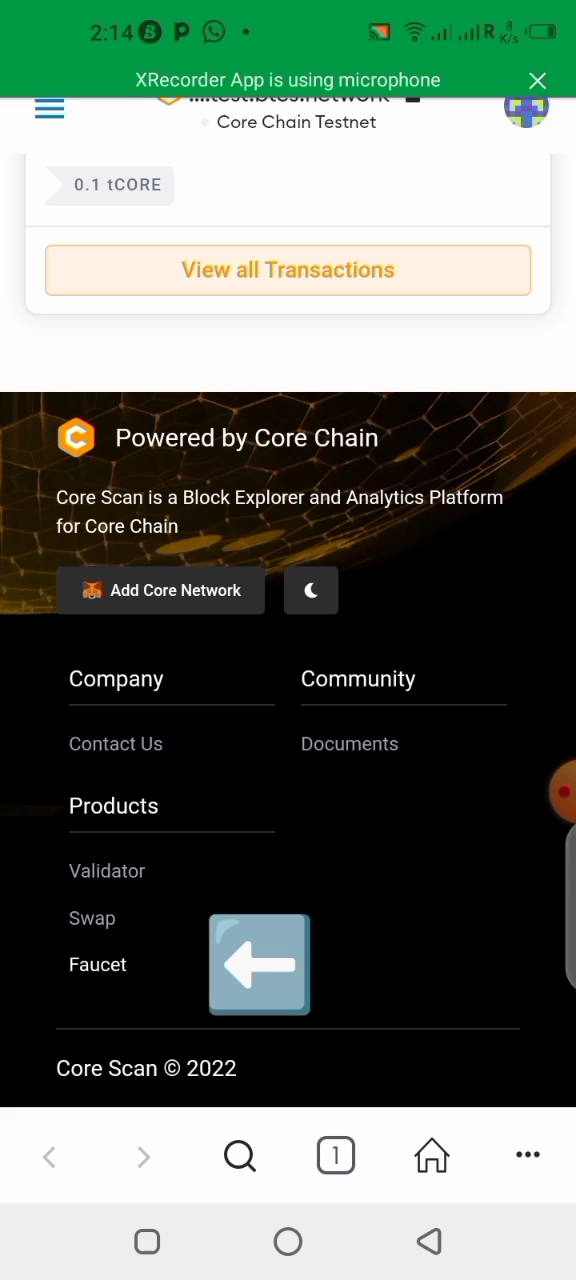 2:14
R 8 K/s
XRecorder App is using microphone
Core Chain Testnet
0.1 tCORE
View all Transactions
Powered by Core Chain
Core Scan is a Block Explorer and Analytics Platform
for Core Chain
Add Core Network
Company
Community
Contact Us
Documents
Products
Validator
Swap
Faucet
Core Scan © 2022
1